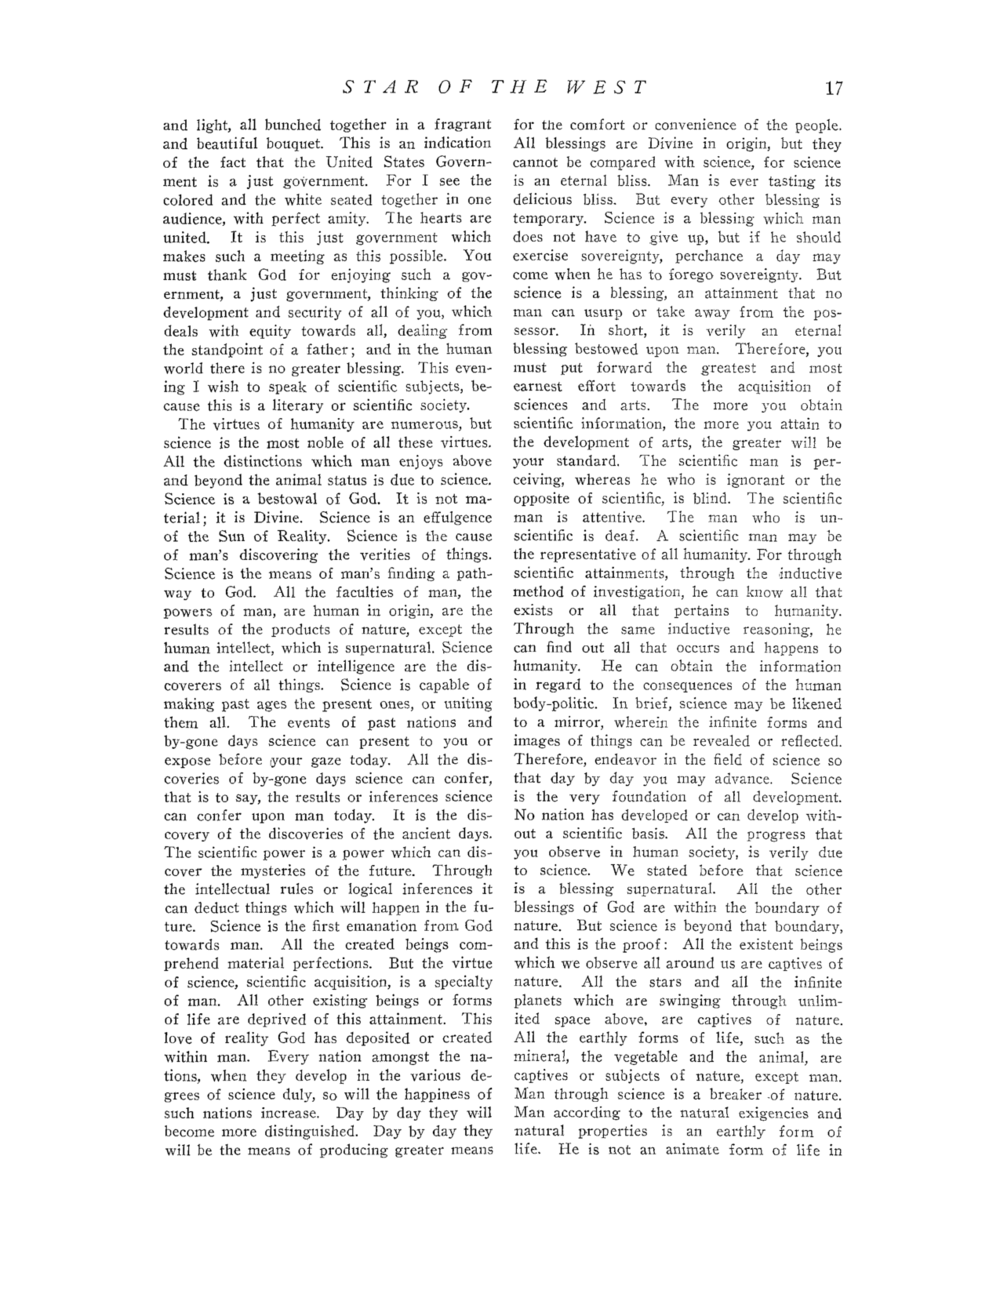 STAR OF THE WEST 17
and light, all bunched together in a fragrant
and beautiful bouquet. This is an indication
of the fact that the United States Govern-
ment is a just government. For I see the
colored and the white seated together in one
audience, with perfect amity. The hearts are
united. It is this just government which
makes such a meeting as this possible. You
must thank God for enjoying such a gov-
ernment, a just government, thinking of the
development and security of all of you, which
deals with equity towards all, dealing from
the standpoint of a father; and in the human
world there is no greater blessing. This even-
ing I wish to speak of scientific subjects, be-
cause this is a literary or scientific society.
The virtues of humanity are numerous, but
science is the most noble of all these virtues.
All the distinctions which man enjoys above
and beyond the animal status is due to science.
Science is a bestowal of God. It is not ma-
terial; it is Divine. Science is an effulgence
of the Sun of Reality. Science is the cause
of man's discovering the verities of things.
Science is the means of man's finding a path-
way to God. All the faculties of man, the
powers of man, are human in origin, are the
results of the products of nature, except the
human intellect, which is supernatural. Science
and the intellect or intelligence are the dis-
coverers of all things. Science is capable of
making past ages the present ones, or uniting
them all. The events of past nations and
by-gone days science can present to you or
expose before your gaze today. All the dis-
coveries of by-gone days science can confer,
that is to say, the results or inferences science
can confer upon man today. It is the dis-
covery of the discoveries of the ancient days.
The scientific power is a power which can dis-
cover the mysteries of the future. Through
the intellectual rules or logical inferences it
can deduct things which will happen in the fu-
ture. Science is the first emanation from God
towards man. All the created beings com-
prehend material perfections. But the virtue
of science, scientific acquisition, is a specialty
of man. All other existing beings or forms
of life are deprived of this attainment. This
love of reality God has deposited or created
within man. Every nation amongst the na-
tions, when they develop in the various de-
grees of science duly, so will the happiness of
such nations increase. Day by day they will
become more distinguished. Day by day they
will be the means of producing greater means
for the comfort or convenience of the people.
All blessings are Divine in origin, but they
cannot be compared with science, for science
is an eternal bliss. Man is ever tasting its
delicious bliss. But every other blessing is
temporary. Science is a blessing which man
does not have to give up, but if he should
exercise sovereignty, perchance a day may
come when he has to forego sovereignty. But
science is a blessing, an attainment that no
man can usurp or take away from the pos-
sessor. In short, it is verily an eternal
blessing bestowed upon man. Therefore, you
must put forward the greatest and most
earnest effort towards the acquisition of
sciences and arts. The more you obtain
scientific information, the more you attain to
the development of arts, the greater will be
your standard. The scientific man is per-
ceiving, whereas he who is ignorant or the
opposite of scientific, is blind. The scientific
man is attentive. The man who is un-
scientific is deaf. A scientific man may be
the representative of all humanity. For through
scientific attainments, through the inductive
method of investigation, he can know all that
exists or all that pertains to humanity.
Through the same inductive reasoning, he
can find out all that occurs and happens to
humanity. He can obtain the information
in regard to the consequences of the human
body-politic. In brief, science may be likened
to a mirror, wherein the infinite forms and
images of things can be revealed or reflected.
Therefore, endeavor in the field of science so
that day by day you may advance. Science
is the very foundation of all development.
No nation has developed or can develop with-
out a scientific basis. All the progress that
you observe in human society, is verily due
to science. We stated before that science
is a blessing supernatural. All the other
blessings of God are within the boundary of
nature. But science is beyond that boundary,
and this is the proof: All the existent beings
which we observe all around us are captives of
nature. All the stars and all the infinite
planets which are swinging through unlim-
ited space above, are captives of nature.
All the earthly forms of life, such as the
mineral, the vegetable and the animal, are
captives or subjects of nature, except man.
Man through science is a breaker of nature.
Man according to the natural exigencies and
natural properties is an earthly form of
life. He is not an animate form of life in